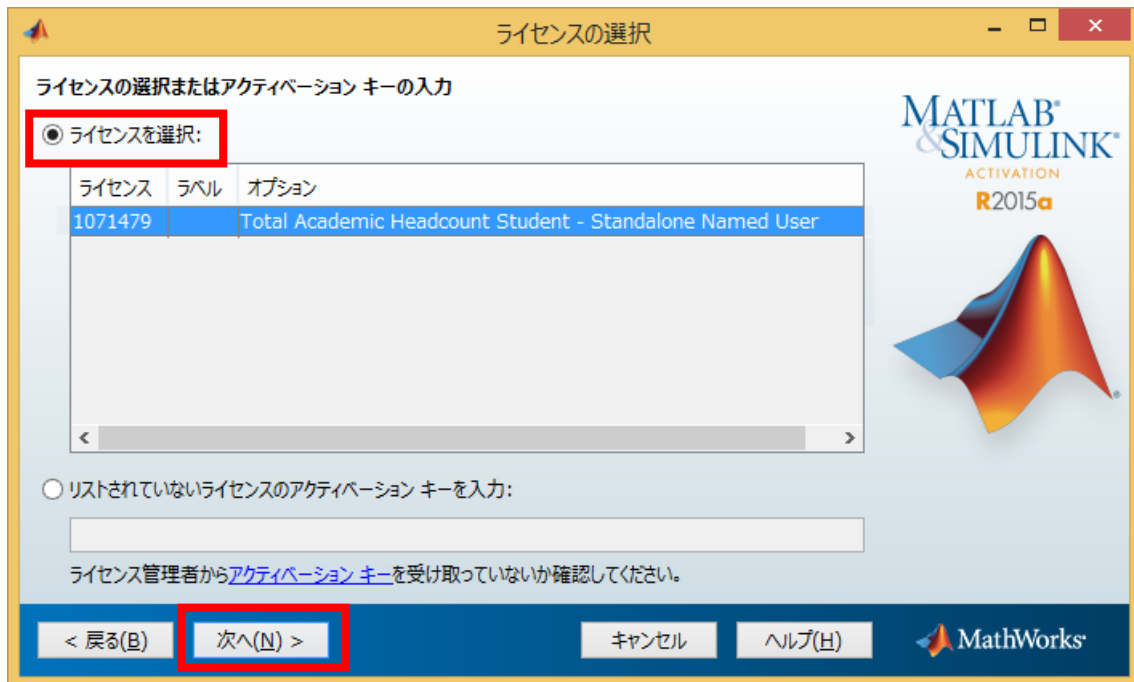 ライセンスの選択
ライセンスの選択またはアクティベーション キーの入力
ライセンスを選択:
ライセンス ラベル オプション
1071479 Total Academic Headcount Student - Standalone Named User
リストされていないライセンスのアクティベーション キーを入力:
ライセンス管理者からアクティベーション キーを受け取っていないか確認してください。
MATLAB®
&SIMULINK®
ACTIVATION
R2015a
< 戻る(B) 次へ(N) > キャンセル ヘルプ(H) MathWorks®